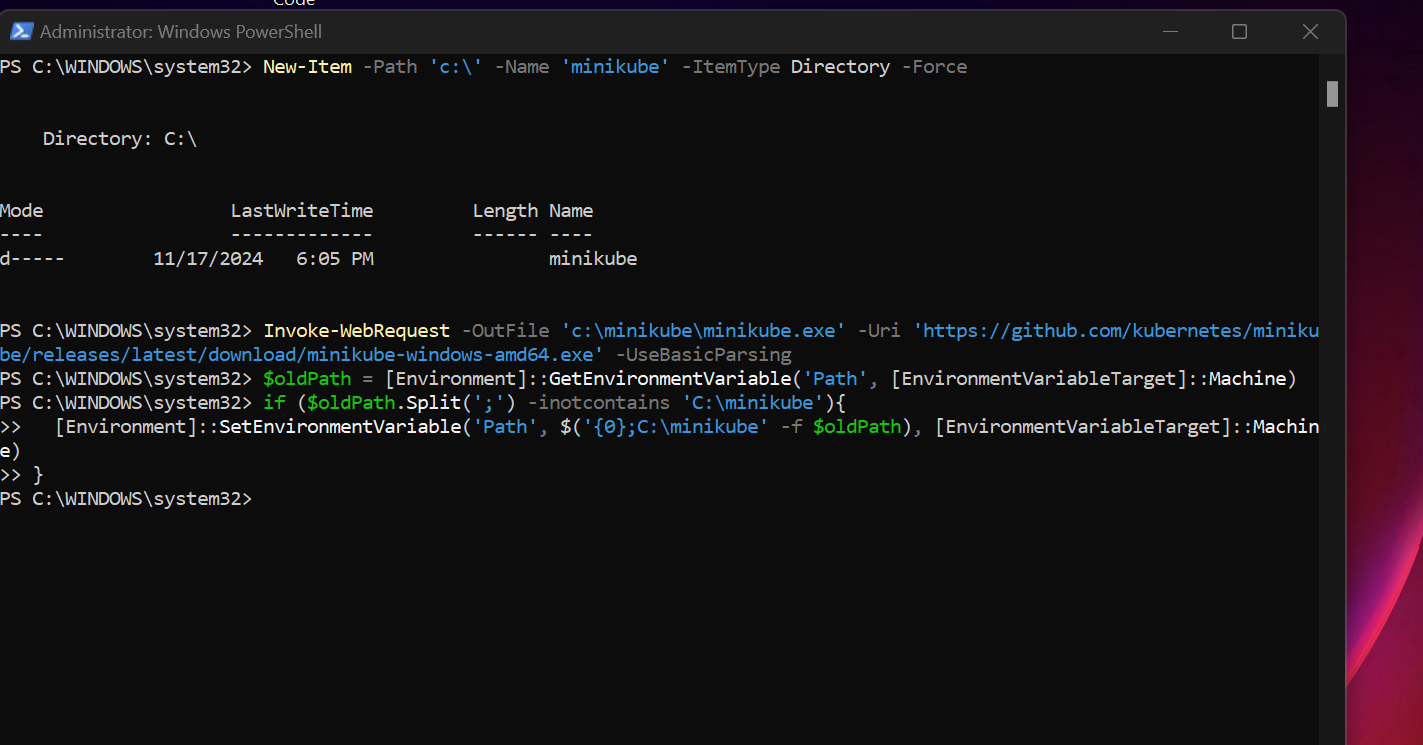 Code
Administrator: Windows PowerShell
PS C:\WINDOWS\system32> New-Item -Path 'c:\' -Name 'minikube' -ItemType Directory -Force
Directory: C:\
Mode LastWriteTime Length Name
---- ------------- ------ ----
d----- 11/17/2024 6:05 PM minikube
PS C:\WINDOWS\system32> Invoke-WebRequest -OutFile 'c:\minikube\minikube.exe' -Uri 'https://github.com/kubernetes/miniku
be/releases/latest/download/minikube-windows-amd64.exe' -UseBasicParsing
PS C:\WINDOWS\system32> $oldPath = [Environment]::GetEnvironmentVariable('Path', [EnvironmentVariableTarget]::Machine)
PS C:\WINDOWS\system32> if ($oldPath.Split(';') -inotcontains 'C:\minikube'){
>>   [Environment]::SetEnvironmentVariable('Path', $('{0};C:\minikube' -f $oldPath), [EnvironmentVariableTarget]::Machin
e)
>> }
PS C:\WINDOWS\system32>